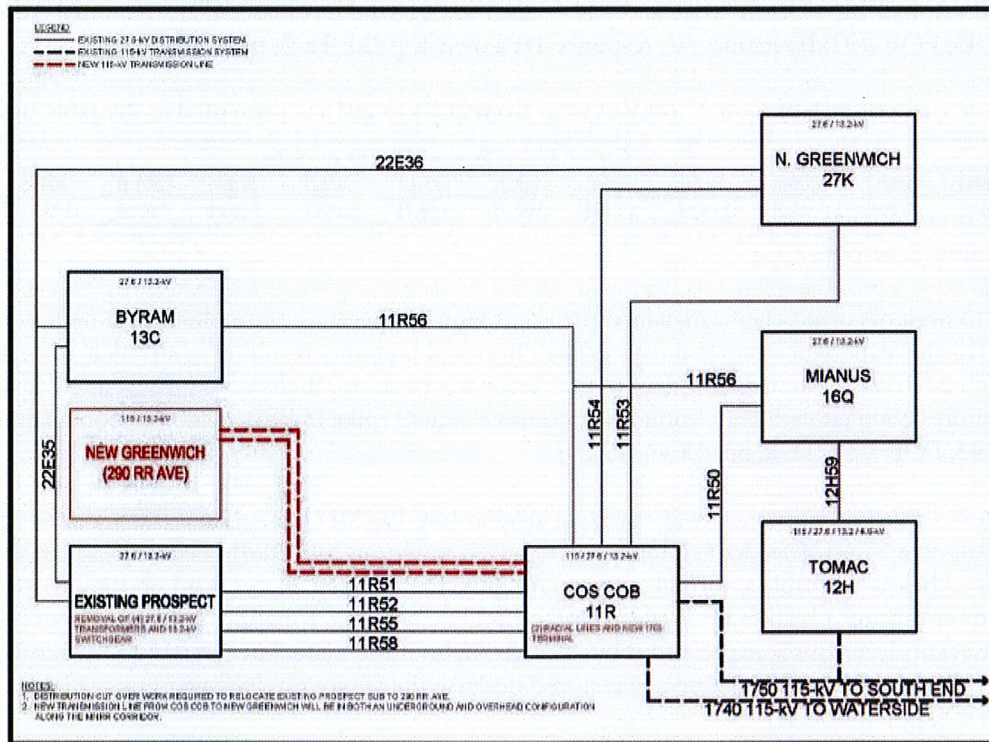 LEGEND:
EXISTING 27.6-kV DISTRIBUTION SYSTEM
EXISTING 115-kV TRANSMISSION SYSTEM
NEW 115-kV TRANSMISSION LINE
27.6 / 13.2-kV
N. GREENWICH
27K
22E36
27.6 / 13.2-kV
BYRAM
13C
11R56
27.6 / 13.2-kV
MIANUS
16Q
11R56
11R54
11R53
115 / 13.2-kV
NEW GREENWICH
(290 RR AVE)
22E35
11R50
12H59
27.6 / 13.2-kV
EXISTING PROSPECT
REMOVAL OF (4) 27.6 / 13.2-kV
TRANSFORMERS AND 13.2-kV
SWITCHGEAR
11R51
11R52
11R55
11R58
115 / 27.6 / 13.2-kV
COS COB
11R
(2) RADIAL LINES AND NEW
TERMINAL
115 / 27.6 / 13.2 /
TOMAC
12H
1750 115-kV TO SOUTH END
1740 115-kV TO WATERSIDE
NOTES:
1. DISTRIBUTION CUT OVER WORK REQUIRED TO RELOCATE EXISTING PROSPECT SUB TO 290 RR AVE.
2. NEW TRANSMISSION LINE FROM COS COB TO NEW GREENWICH WILL BE IN BOTH AN UNDERGROUND AND OVERHEAD CONFIGURATION
ALONG THE MNRR CORRIDOR.